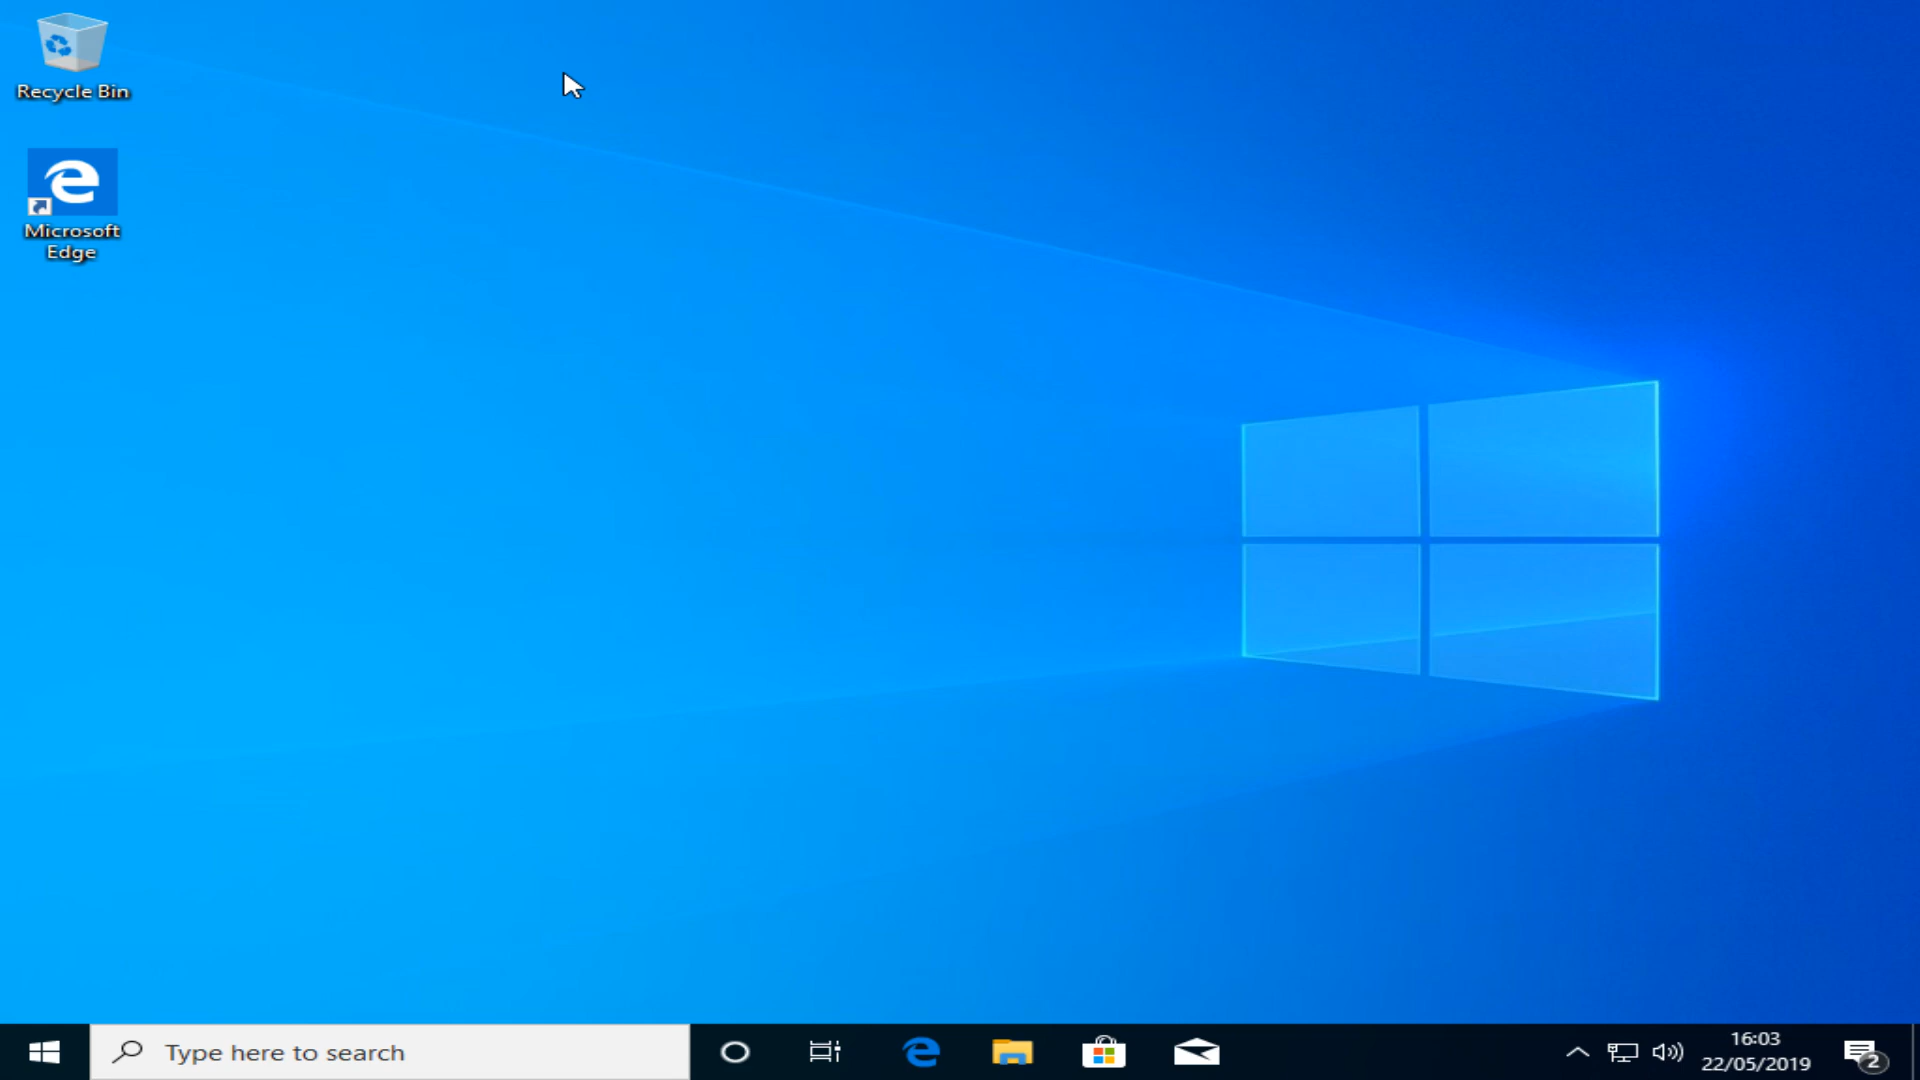 Recycle Bin
Microsoft
Edge
Type here to search
16:03
22/05/2019
2